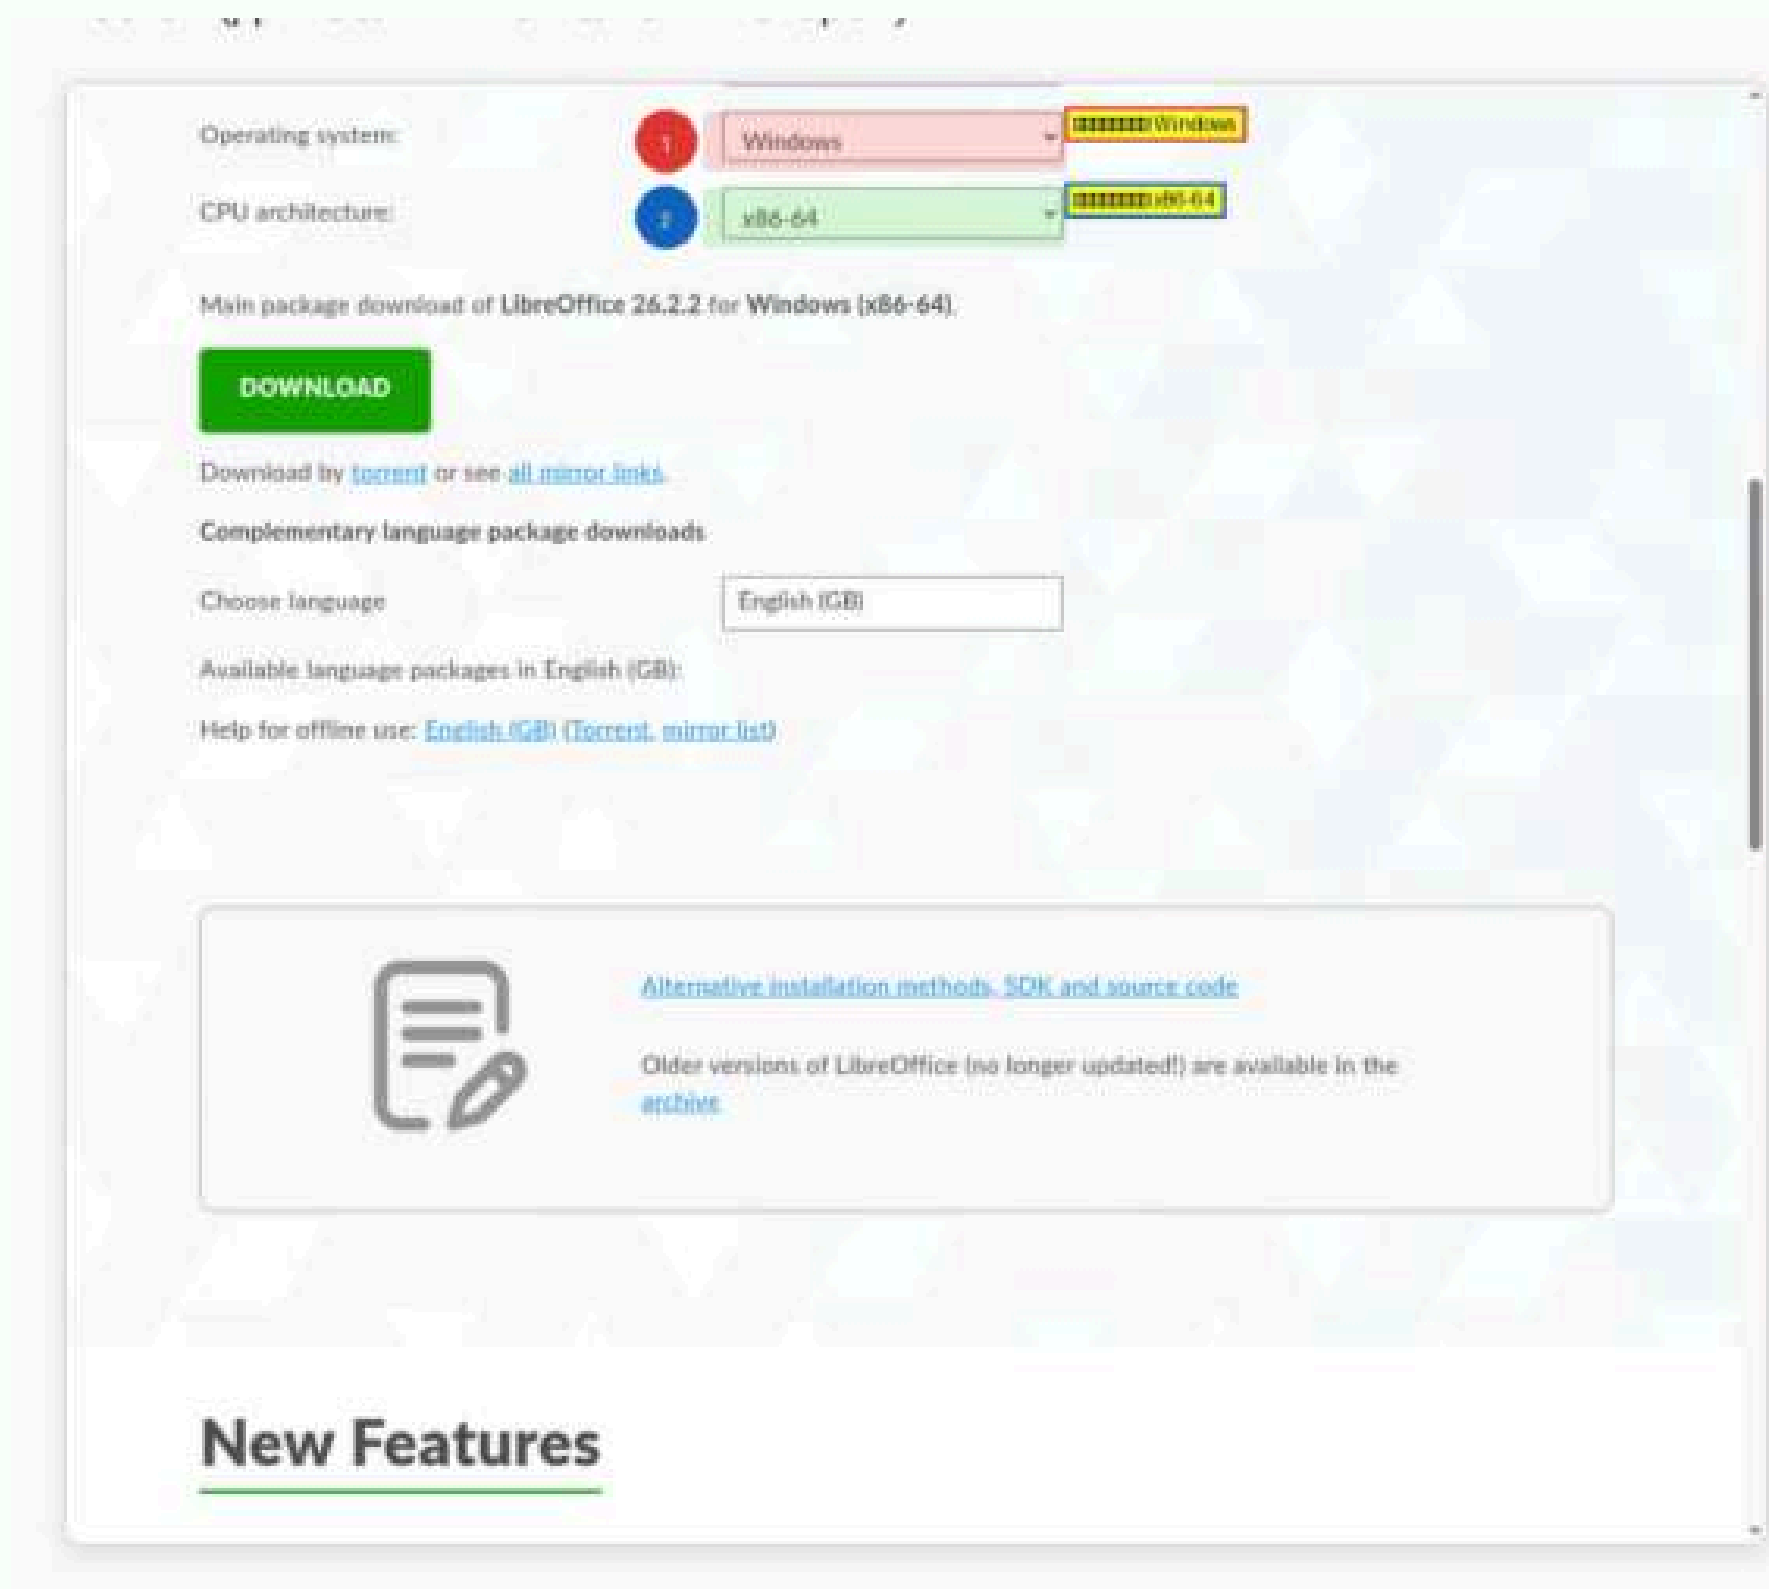 Operating system:
1
Windows
Windows
CPU architecture:
2
x86-64
x86-64
Main package download of LibreOffice 26.2.2 for Windows (x86-64).
DOWNLOAD
Download by torrent or see all mirror links.
Complementary language package downloads
Choose language
English (GB)
Available language packages in English (GB):
Help for offline use: English (GB) (Torrent, mirror list)
Alternative installation methods, SDK and source code
Older versions of LibreOffice (no longer updated!) are available in the
archive
New Features